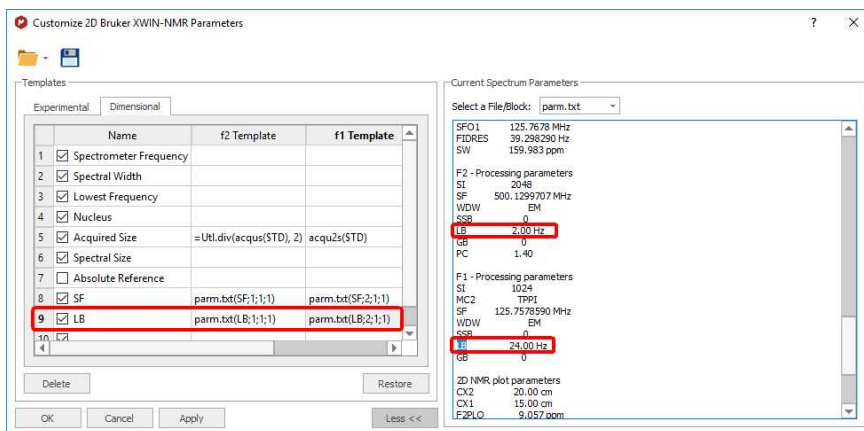 Customize 2D Bruker XWIN-NMR Parameters
?
Templates
Experimental Dimensional
Name f2 Template f1 Template
1 Spectrometer Frequency
2 Spectral Width
3 Lowest Frequency
4 Nucleus
5 Acquired Size =Utl.div(acqus($TD), 2) acqu2s($TD)
6 Spectral Size
7 Absolute Reference
8 SF parm.txt(SF;1;1;1) parm.txt(SF;2;1;1)
9 LB parm.txt(LB;1;1;1) parm.txt(LB;2;1;1)
10
Delete Restore
OK Cancel Apply Less <<
Current Spectrum Parameters
Select a File/Block: parm.txt
SFO1 125.7678 MHz
FIDRES 39.298290 Hz
SW 159.983 ppm
F2 - Processing parameters
SI 2048
SF 500.1299707 MHz
WDW EM
SSB 0
LB 2.00 Hz
GB 0
PC 1.40
F1 - Processing parameters
SI 1024
MC2 TPPI
SF 125.7578590 MHz
WDW EM
SSB 0
LB 24.00 Hz
GB 0
2D NMR plot parameters
CX2 20.00 cm
CX1 15.00 cm
F2PLO 9.057 ppm